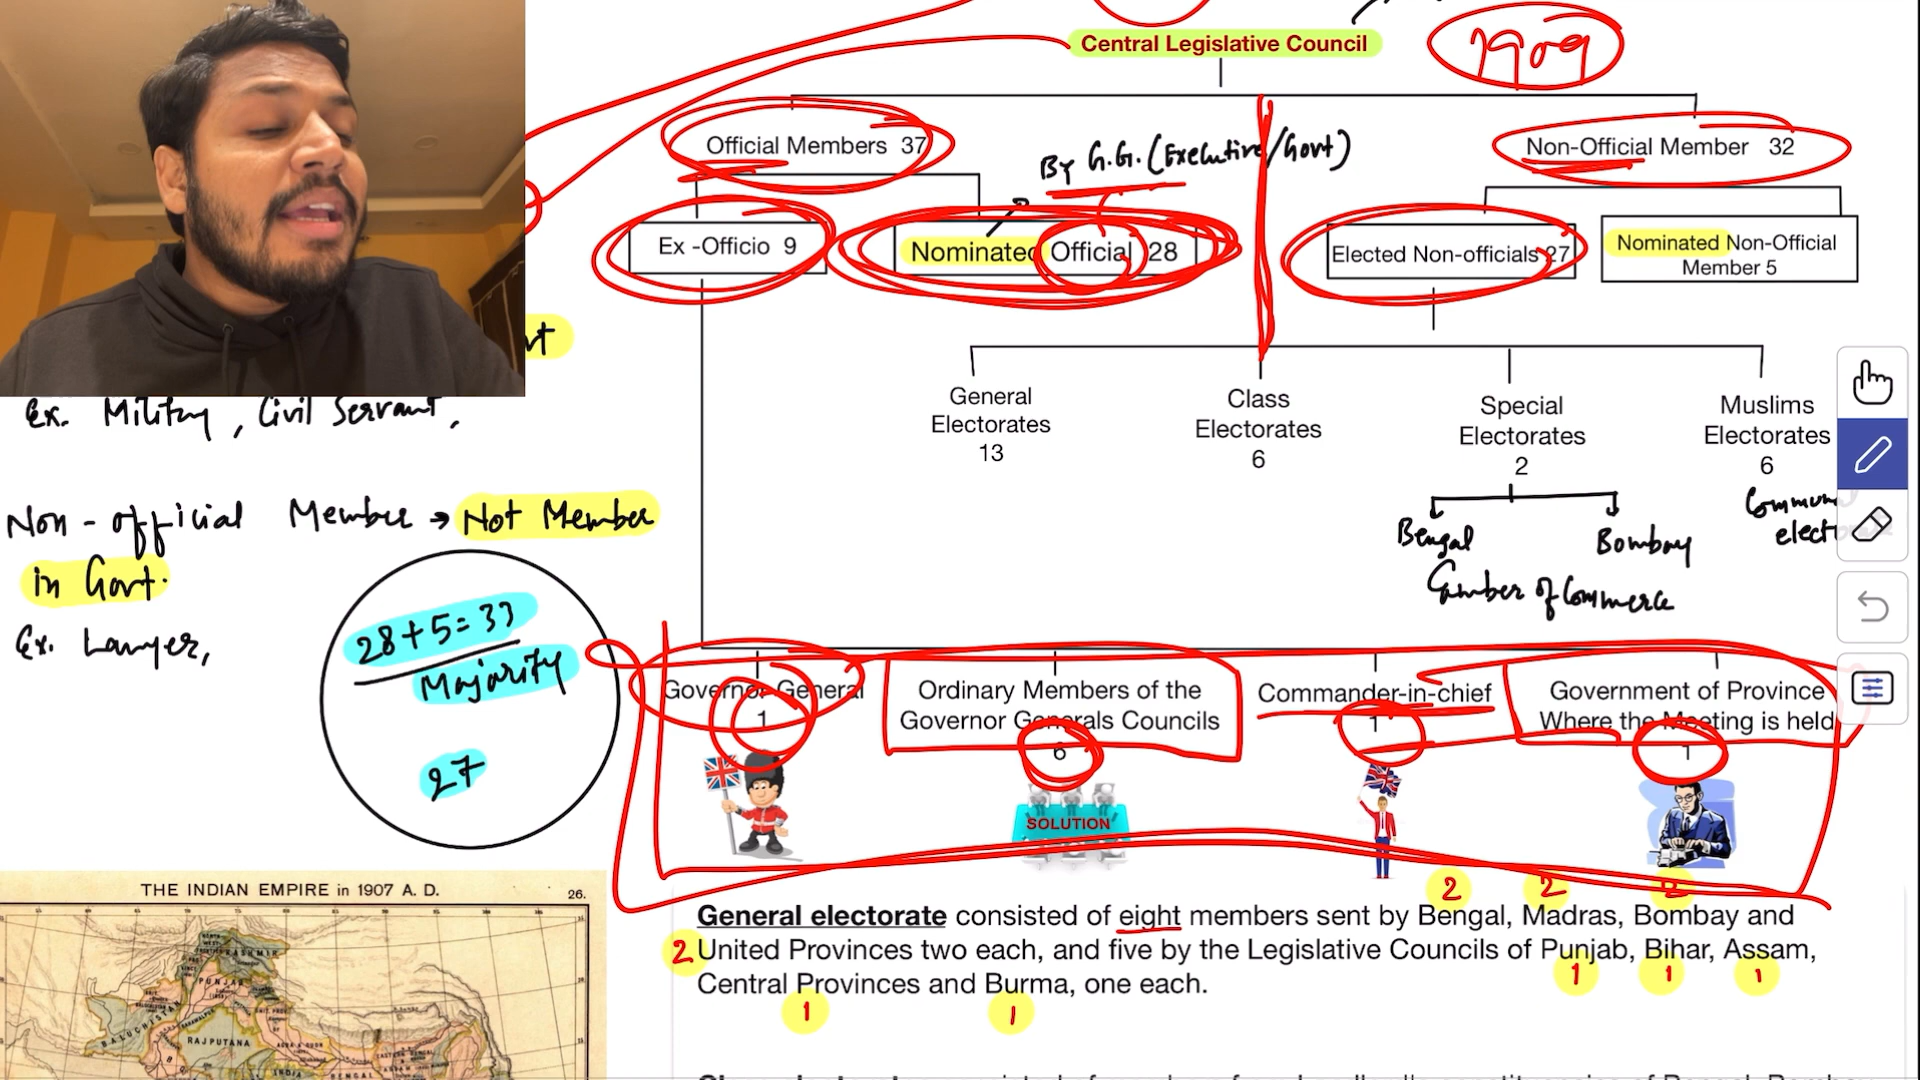 Central Legislative Council
1909
Official Members 37
By G.G. (Executive/Govt)
Non-Official Member 32
Ex -Officio 9
Nominated Official 28
Elected Non-officials 27
Nominated Non-Official
Member 5
General
Electorates
13
Class
Electorates
6
Special
Electorates
2
Muslims
Electorates
6
Bengal
Bombay
Chamber of Commerce
Ex. Military, Civil Servant,
Non-official Member → Not Member
in Govt.
Ex. Lawyer,
28+5=33
Majority
27
Governor General
1
Ordinary Members of the
Governor Generals Councils
6
Commander-in-chief
1
Government of Province
Where the Meeting is held
1
SOLUTION
2 2 2
General electorate consisted of eight members sent by Bengal, Madras, Bombay and
2 United Provinces two each, and five by the Legislative Councils of Punjab, Bihar, Assam,
1 1 1
Central Provinces and Burma, one each.
1 1
THE INDIAN EMPIRE in 1907 A. D.
26.
KASHMIR
PUNJAB
BALUCHISTAN
RAJPUTANA
INDIA
BENGAL